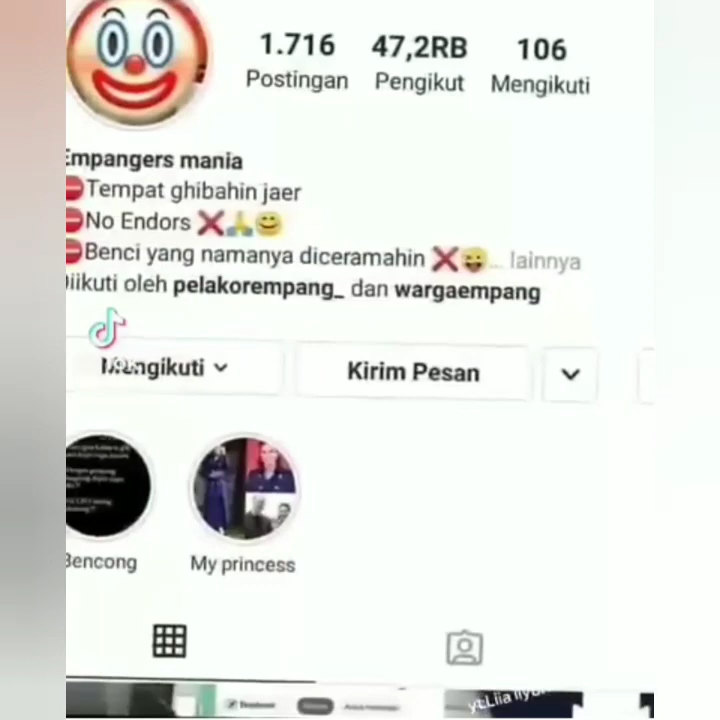 1.716 47,2RB 106
Postingan Pengikut Mengikuti
Empangers mania
Tempat ghibahin jaer
No Endors
Benci yang namanya diceramahin ... lainnya
Diikuti oleh pelakorempang_ dan wargaempang
Mengikuti Kirim Pesan
Bencong My princess